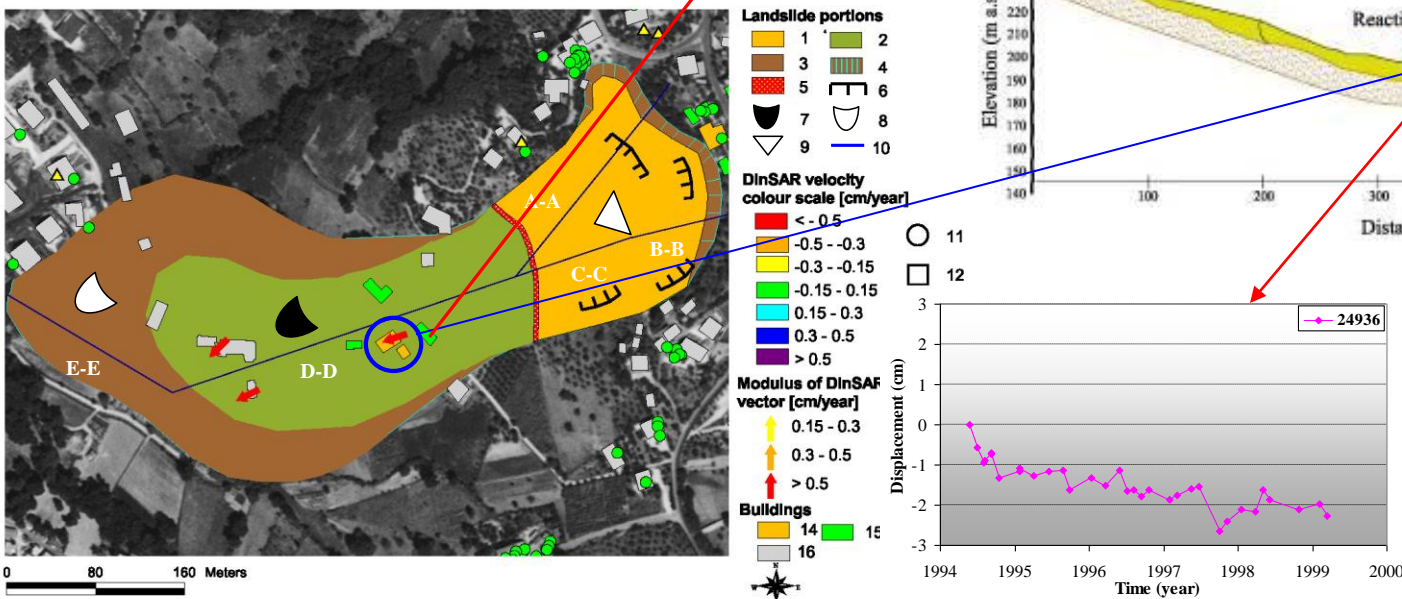 A-A
B-B
C-C
D-D
E-E
0 80 160 Meters
Landslide portions
1 2
3 4
5 6
7 8
9 10
DInSAR velocity
colour scale [cm/year]
< - 0.5
-0.5 - -0.3
-0.3 - -0.15
-0.15 - 0.15
0.15 - 0.3
0.3 - 0.5
> 0.5
11
12
Modulus of DInSAR
vector [cm/year]
0.15 - 0.3
0.3 - 0.5
> 0.5
Buildings
14 15
16
N
W E
S
Elevation (m a.s
220
210
200
190
180
170
160
150
140
100 200 300
Reacti
Dista
3
2
1
0
-1
-2
-3
Displacement (cm)
24936
1994 1995 1996 1997 1998 1999 2000
Time (year)